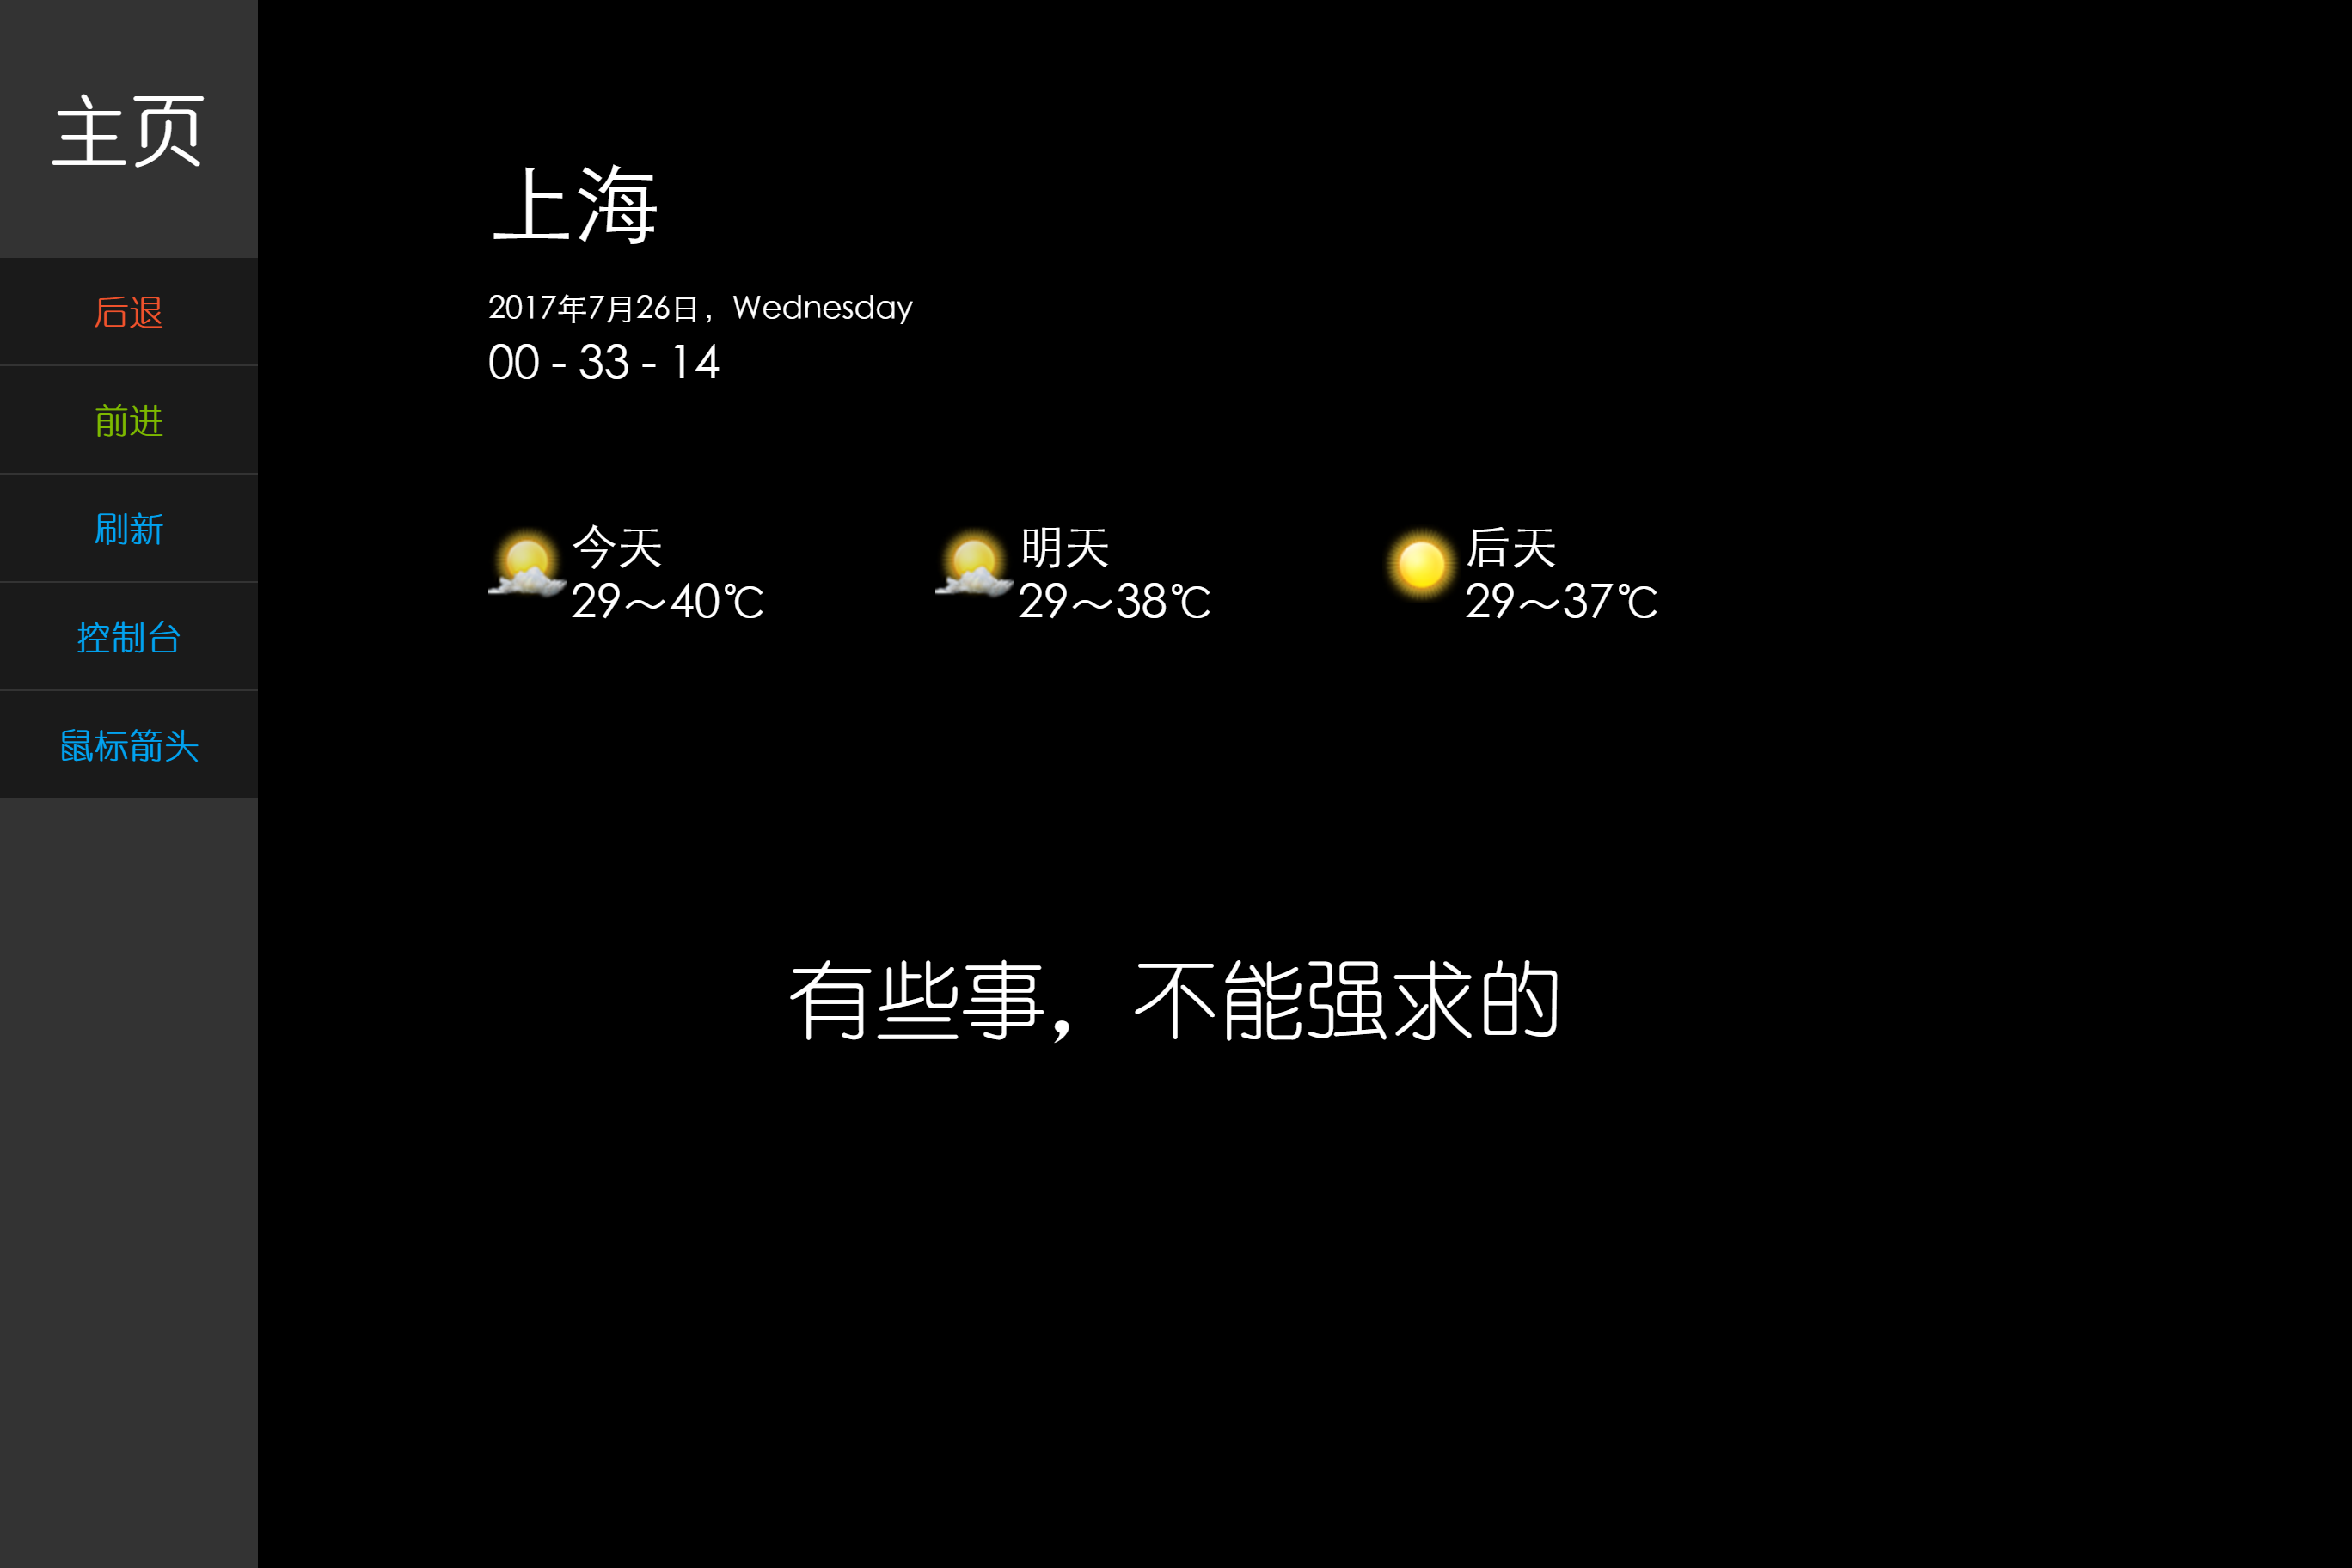 主页
后退
前进
刷新
控制台
鼠标箭头
上海
2017年7月26日，Wednesday
00 - 33 - 14
今天
29～40℃
明天
29～38℃
后天
29～37℃
有些事，不能强求的